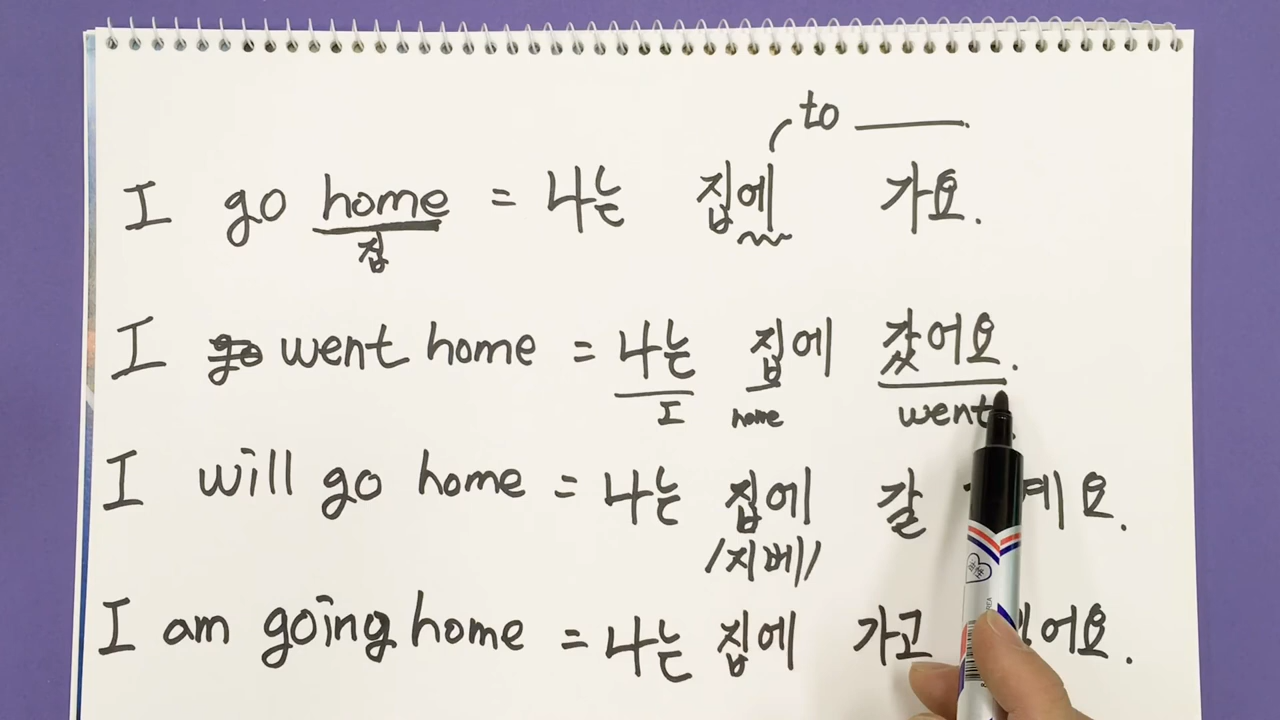 to ____.
I go home = 나는 집에 가요.
집
I go went home = 나는 집에 갔어요.
I home went
I will go home = 나는 집에 갈 예요.
/지베/
I am going home = 나는 집에 가고 어요.